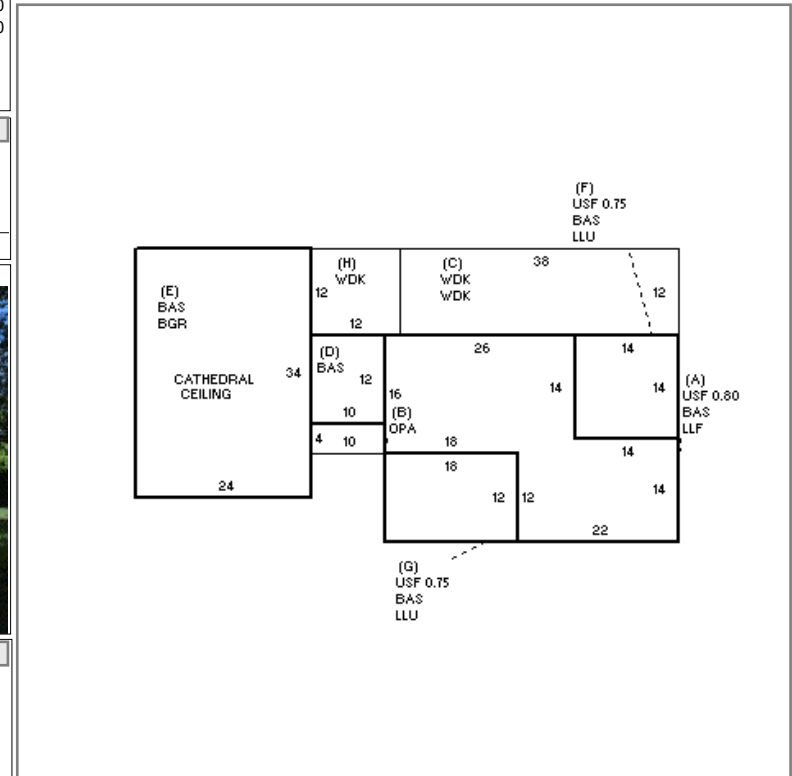 (F)
USF 0.75
BAS
LLU
(H)
WDK
12
12
(C)
WDK
WDK
38
12
(E)
BAS
BGR
CATHEDRAL
CEILING
34
24
(D)
BAS
12
10
4
10
16
(B)
OPA
26
14
14
14
(A)
USF 0.80
BAS
LLF
18
18
12
12
14
14
22
(G)
USF 0.75
BAS
LLU